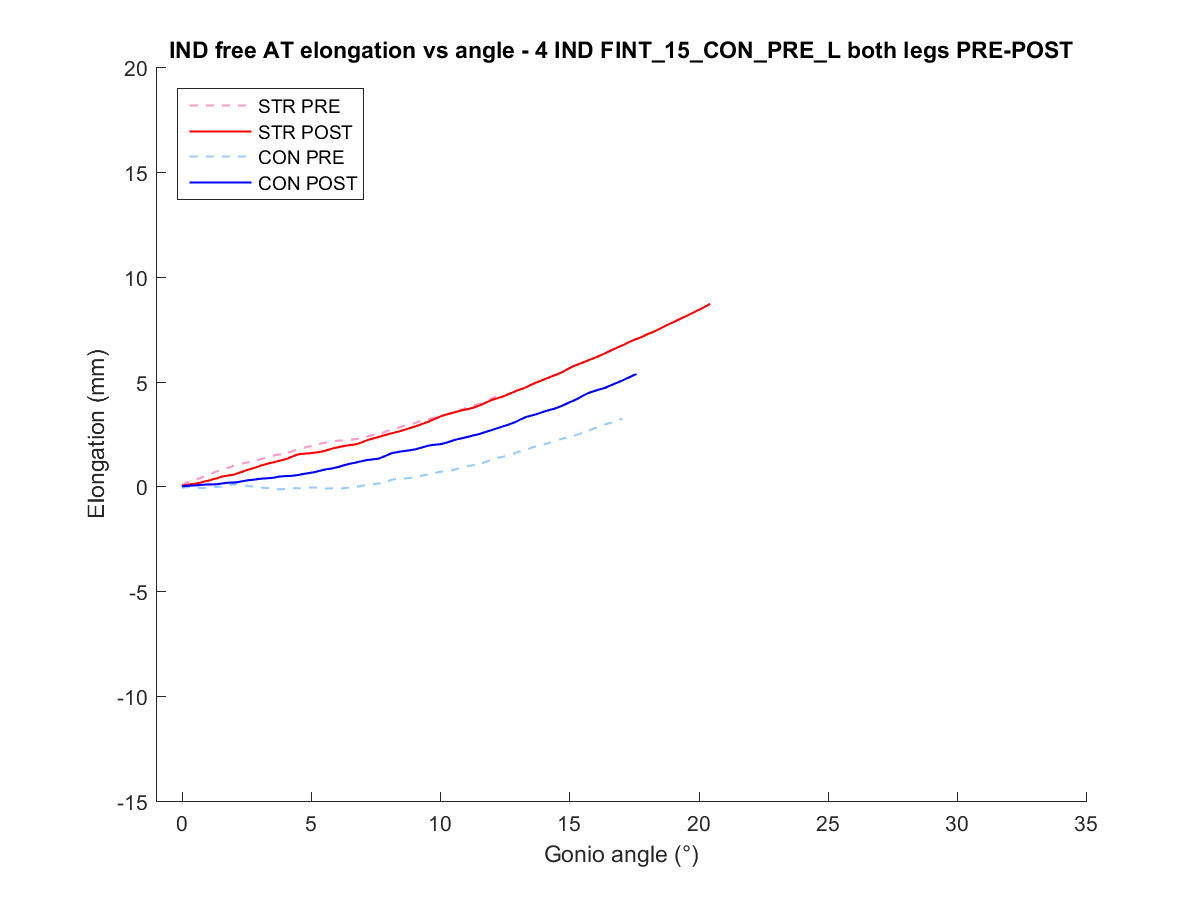 IND free AT elongation vs angle - 4 IND FINT_15_CON_PRE_L both legs PRE-POST
20
15
10
5
0
-5
-10
-15
Elongation (mm)
STR PRE
STR POST
CON PRE
CON POST
0 5 10 15 20 25 30 35
Gonio angle (°)